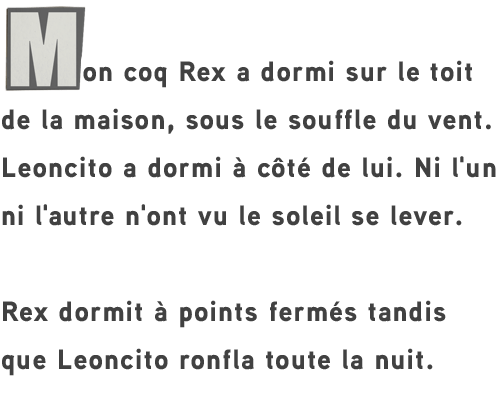 Mon coq Rex a dormi sur le toit
de la maison, sous le souffle du vent.
Leoncito a dormi à côté de lui. Ni l'un
ni l'autre n'ont vu le soleil se lever.
Rex dormit à points fermés tandis
que Leoncito ronfla toute la nuit.